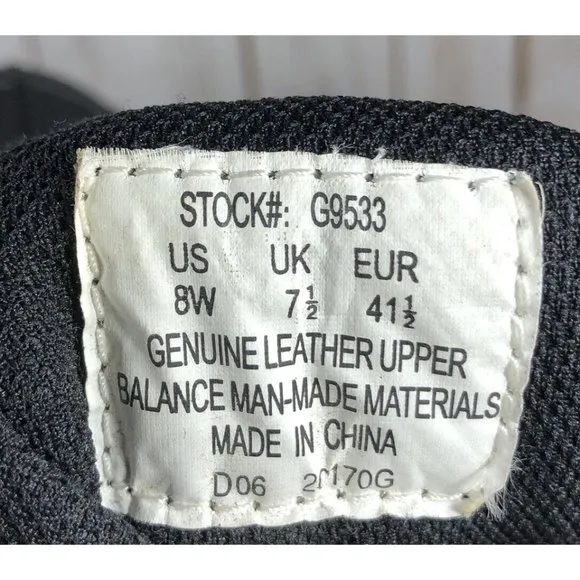 STOCK#: G9533
US UK EUR
8W 7½ 41½
GENUINE LEATHER UPPER
BALANCE MAN-MADE MATERIALS
MADE IN CHINA
D06